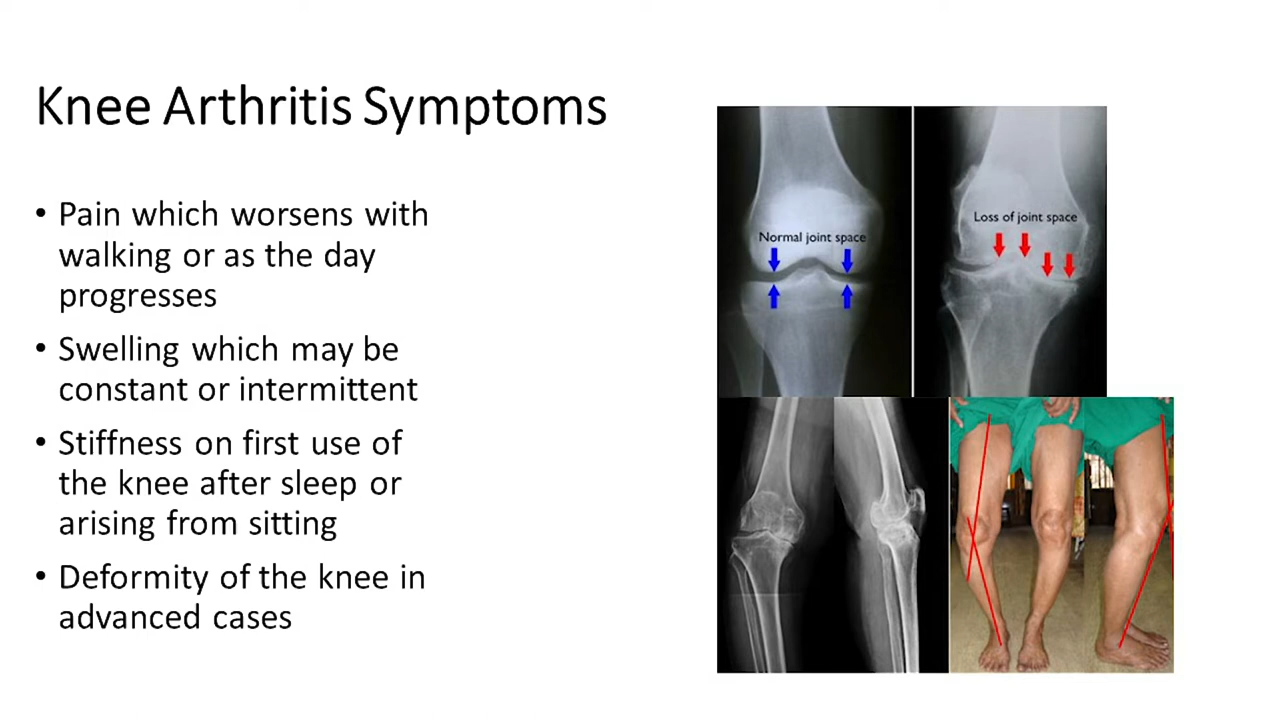 Knee Arthritis Symptoms
• Pain which worsens with
walking or as the day
progresses
• Swelling which may be
constant or intermittent
• Stiffness on first use of
the knee after sleep or
arising from sitting
• Deformity of the knee in
advanced cases
Normal joint space
Loss of joint space